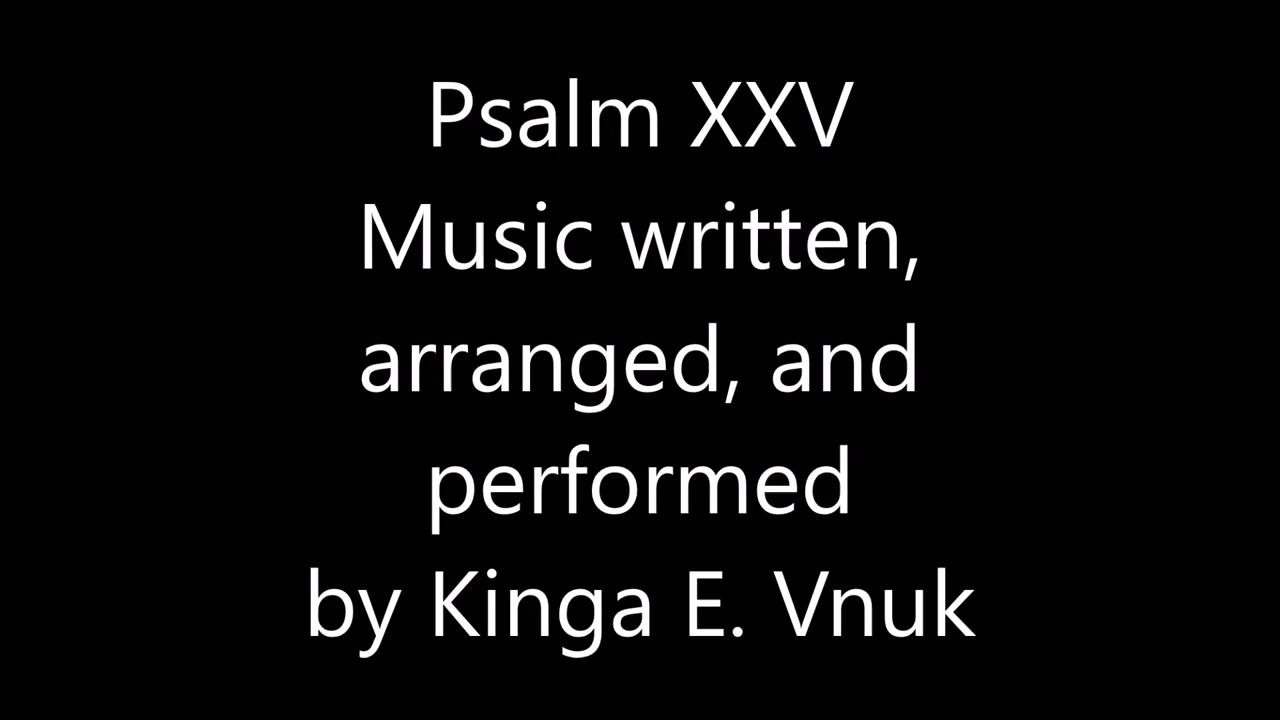 Psalm XXV
Music written,
arranged, and
performed
by Kinga E. Vnuk